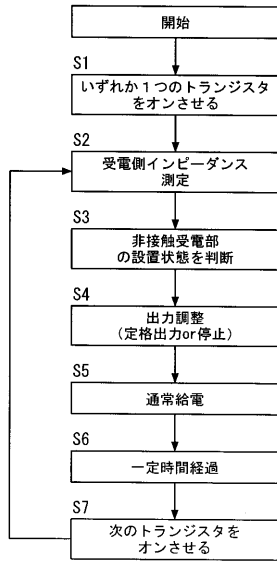 開始
S1
いずれか1つのトランジスタ
をオンさせる
S2
受電側インピーダンス
測定
S3
非接触受電部
の設置状態を判断
S4
出力調整
(定格出力or停止)
S5
通常給電
S6
一定時間経過
S7
次のトランジスタを
オンさせる